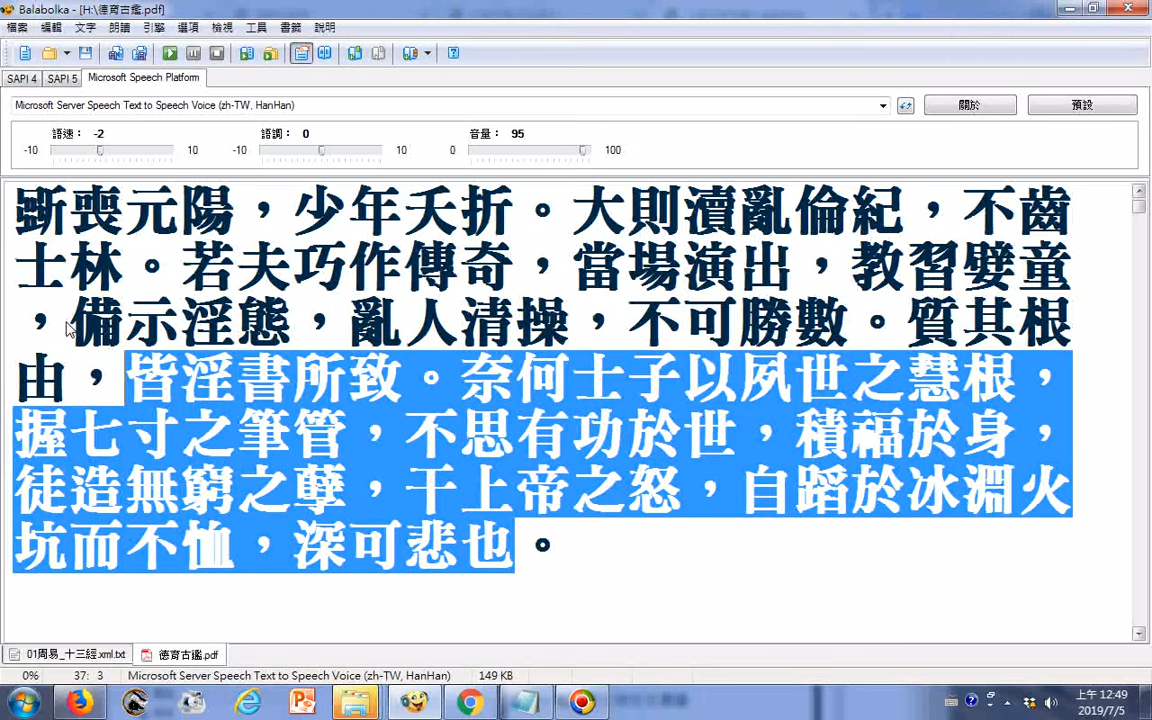 Balabolka - [H:\德育古鑑.pdf]
檔案 編輯 文字 朗讀 引擎 選項 檢視 工具 書籤 說明
SAPI 4 SAPI 5 Microsoft Speech Platform
Microsoft Server Speech Text to Speech Voice (zh-TW, HanHan) 關於 預設
語速： -2 語調： 0 音量： 95
-10 10 -10 10 0 100
斲喪元陽，少年夭折。大則瀆亂倫紀，不齒
士林。若夫巧作傳奇，當場演出，教習嬖童
，備示淫態，亂人清操，不可勝數。質其根
由，皆淫書所致。奈何士子以夙世之慧根，
握七寸之筆管，不思有功於世，積福於身，
徒造無窮之孽，干上帝之怒，自蹈於冰淵火
坑而不恤，深可悲也。
01周易_十三經.xml.txt 德育古鑑.pdf
0% 37: 3 Microsoft Server Speech Text to Speech Voice (zh-TW, HanHan) 149 KB
上午 12:49
2019/7/5